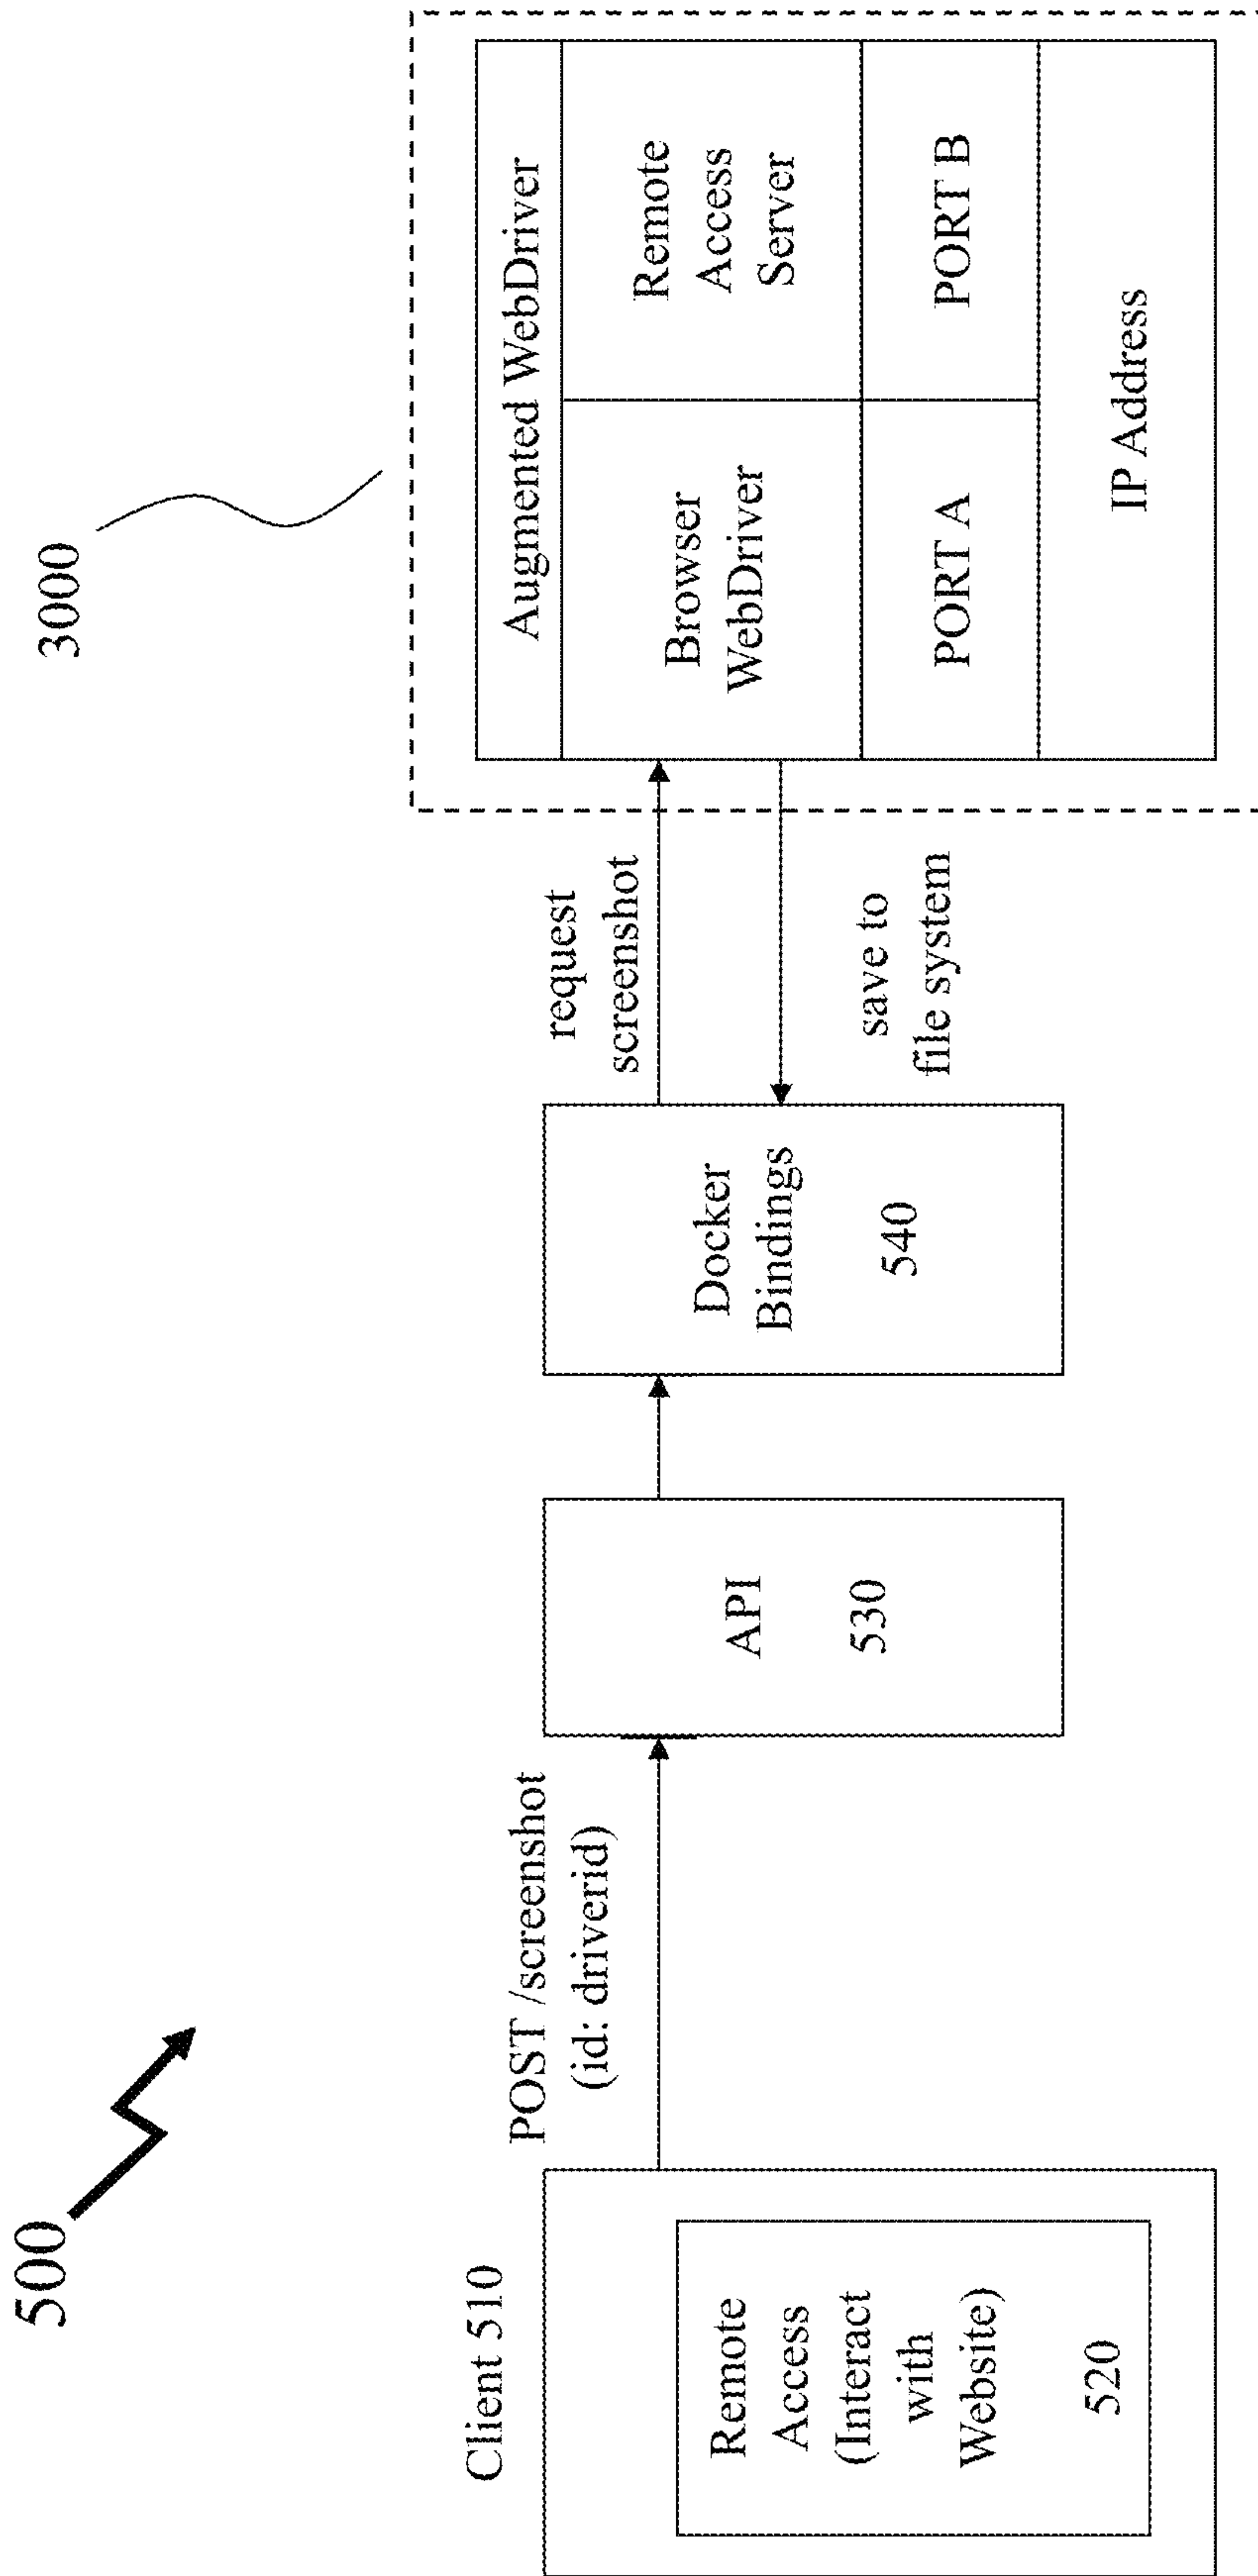 500
3000
Client 510
Remote
Access
(Interact
with
Website)
520
POST /screenshot
(id: driverid)
API
530
Docker
Bindings
540
request
screenshot
save to
file system
Augmented WebDriver
Browser
WebDriver
Remote
Access
Server
PORT A
PORT B
IP Address